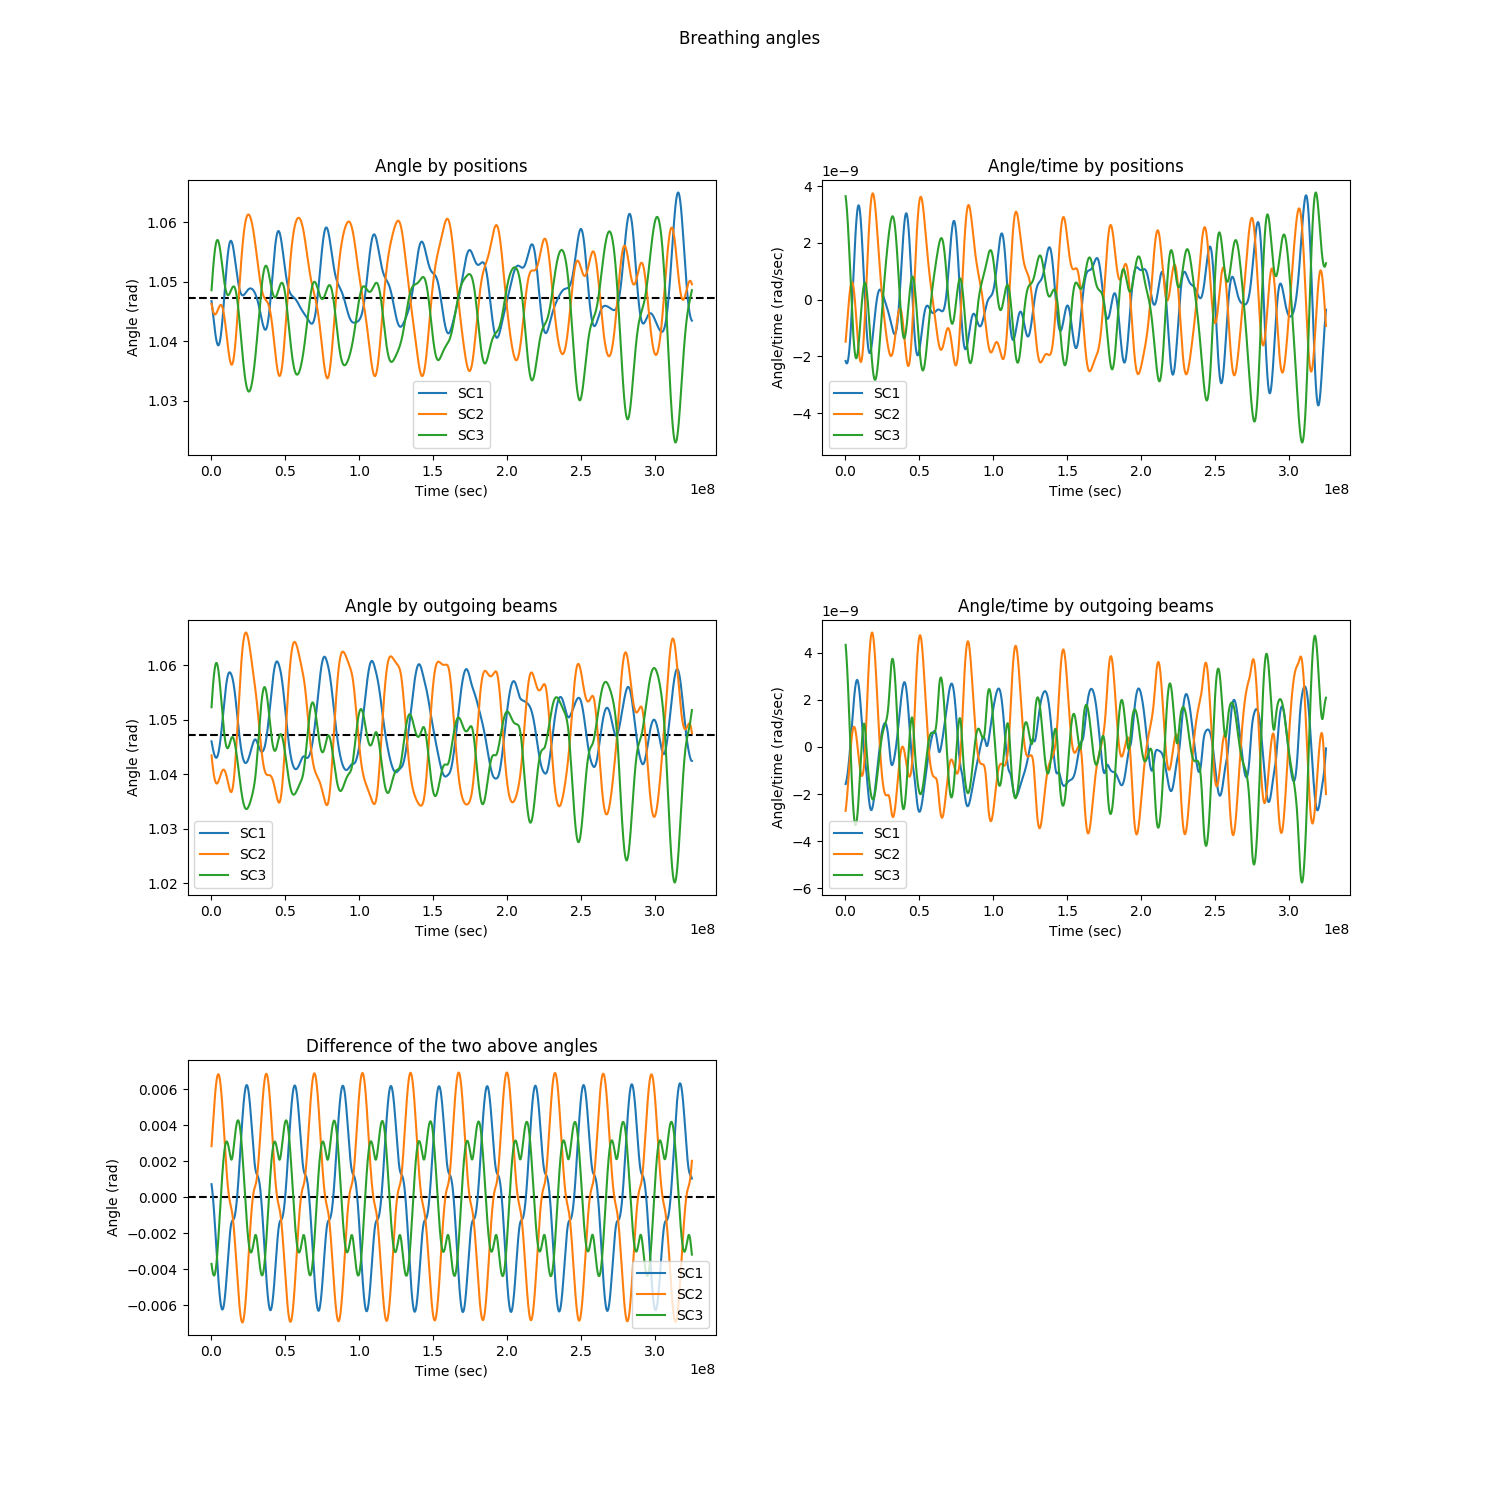 Breathing angles
Angle by positions
Angle (rad)
1.06
1.05
1.04
1.03
SC1
SC2
SC3
0.0 0.5 1.0 1.5 2.0 2.5 3.0
1e8
Time (sec)
Angle/time by positions
1e−9
Angle/time (rad/sec)
4
2
0
−2
−4
SC1
SC2
SC3
0.0 0.5 1.0 1.5 2.0 2.5 3.0
1e8
Time (sec)
Angle by outgoing beams
Angle (rad)
1.06
1.05
1.04
1.03
1.02
SC1
SC2
SC3
0.0 0.5 1.0 1.5 2.0 2.5 3.0
1e8
Time (sec)
Angle/time by outgoing beams
1e−9
Angle/time (rad/sec)
4
2
0
−2
−4
−6
SC1
SC2
SC3
0.0 0.5 1.0 1.5 2.0 2.5 3.0
1e8
Time (sec)
Difference of the two above angles
Angle (rad)
0.006
0.004
0.002
0.000
−0.002
−0.004
−0.006
SC1
SC2
SC3
0.0 0.5 1.0 1.5 2.0 2.5 3.0
1e8
Time (sec)